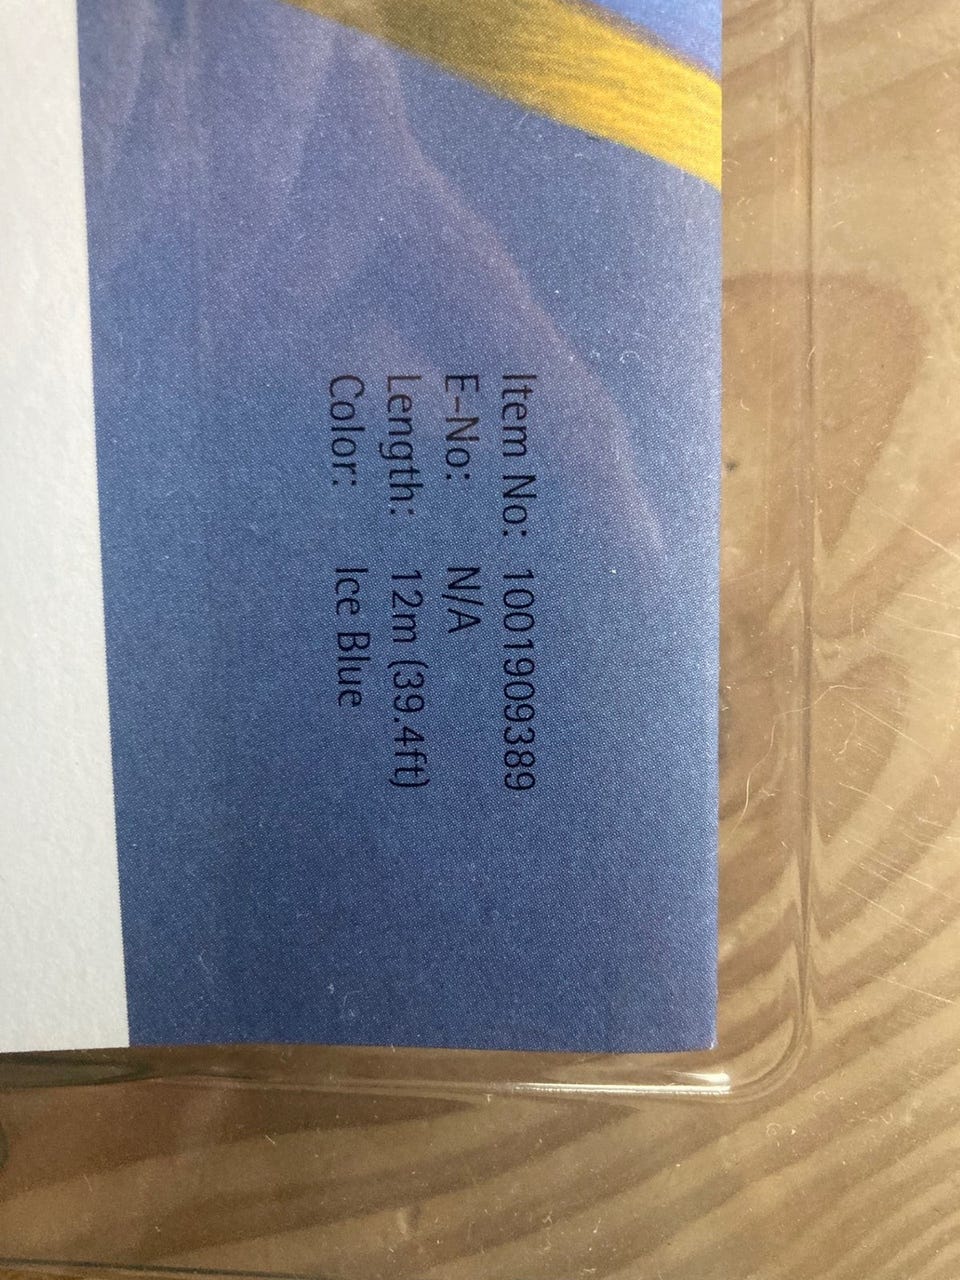 Item No: 1001909389
E-No: N/A
Length: 12m (39.4ft)
Color: Ice Blue